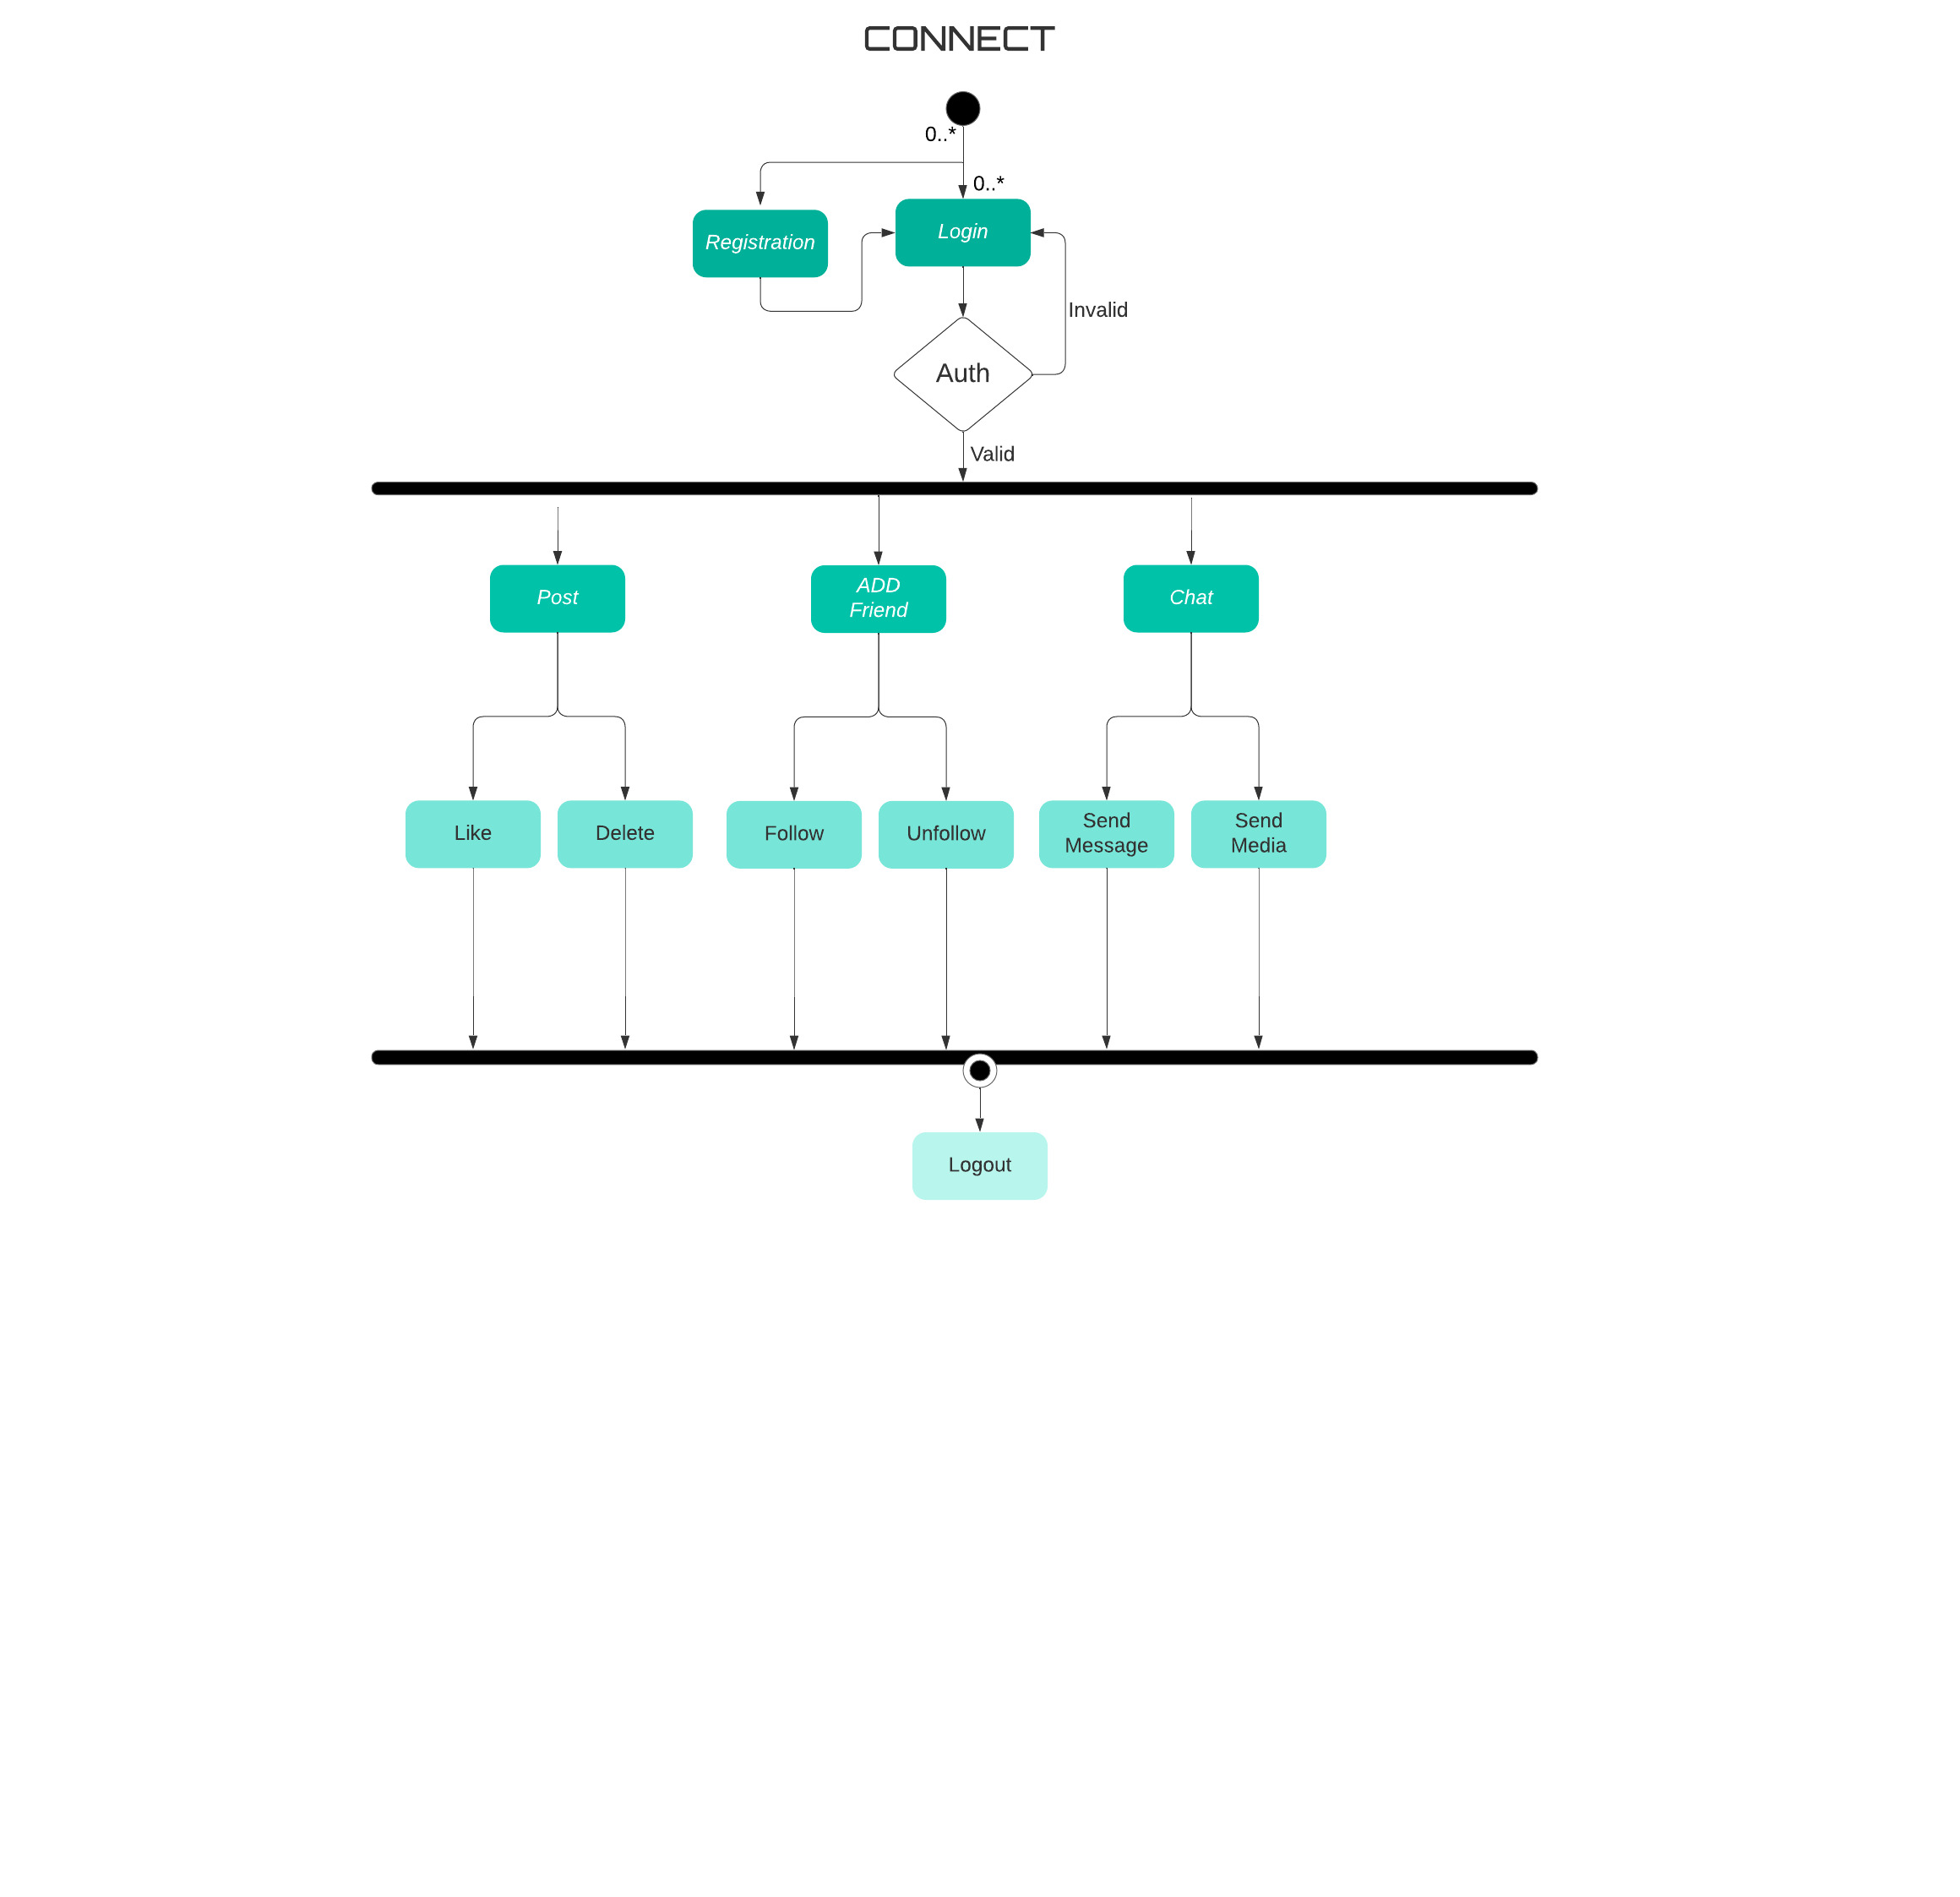 CONNECT
0..*
0..*
Registration
Login
Invalid
Auth
Valid
Post
ADD
Friend
Chat
Like
Delete
Follow
Unfollow
Send
Message
Send
Media
Logout